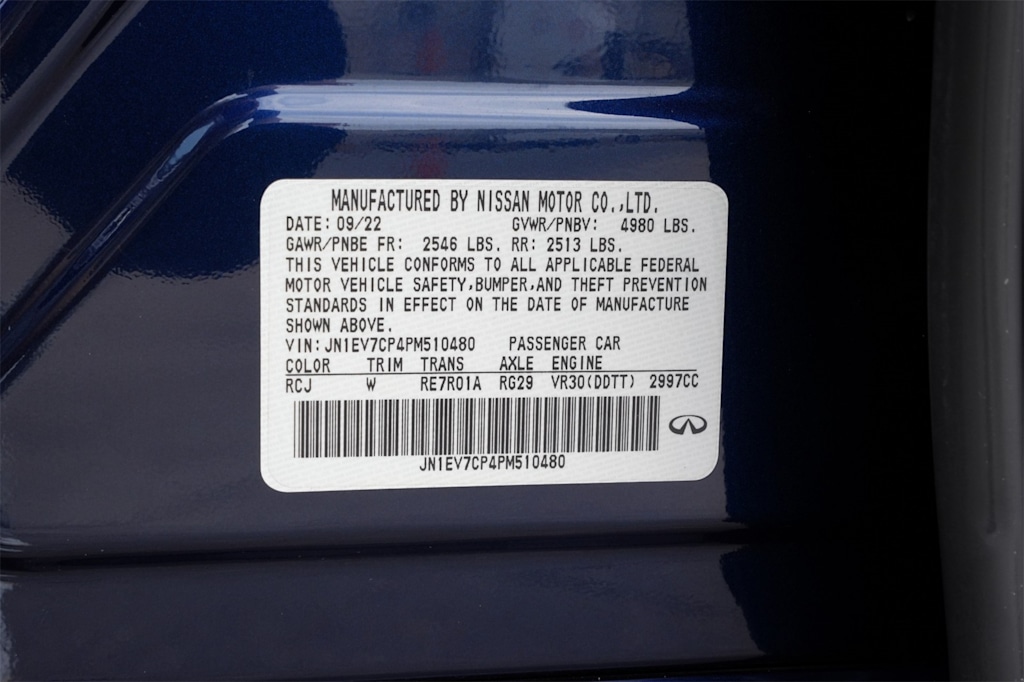 MANUFACTURED BY NISSAN MOTOR CO.,LTD.
DATE: 09/22 GVWR/PNBV: 4980 LBS.
GAWR/PNBE FR: 2546 LBS. RR: 2513 LBS.
THIS VEHICLE CONFORMS TO ALL APPLICABLE FEDERAL
MOTOR VEHICLE SAFETY,BUMPER,AND THEFT PREVENTION
STANDARDS IN EFFECT ON THE DATE OF MANUFACTURE
SHOWN ABOVE.
VIN:JN1EV7CP4PM510480 PASSENGER CAR
COLOR TRIM TRANS AXLE ENGINE
RCJ W RE7R01A RG29 VR30(DDTT) 2997CC
JN1EV7CP4PM510480